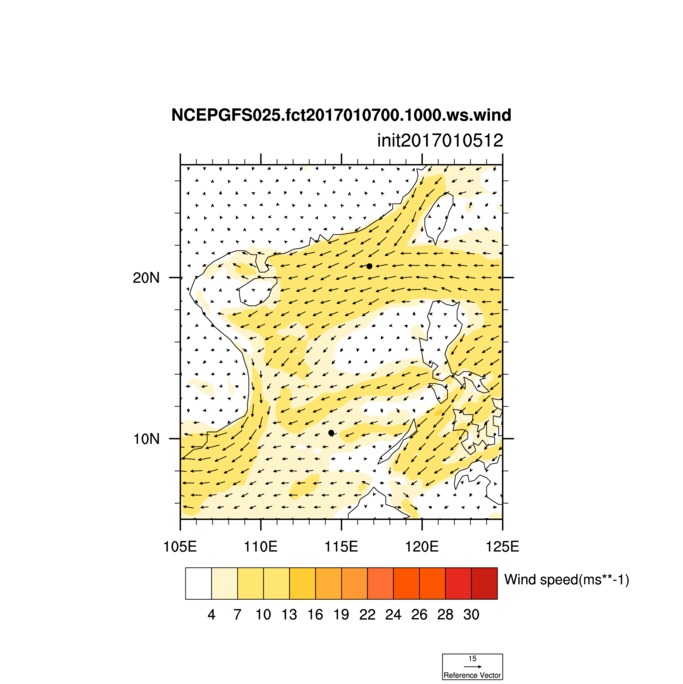 NCEPGFS025.fct2017010700.1000.ws.wind
init2017010512
20N
10N
105E 110E 115E 120E 125E
Wind speed(ms**-1)
4 7 10 13 16 19 22 24 26 28 30
15
Reference Vector